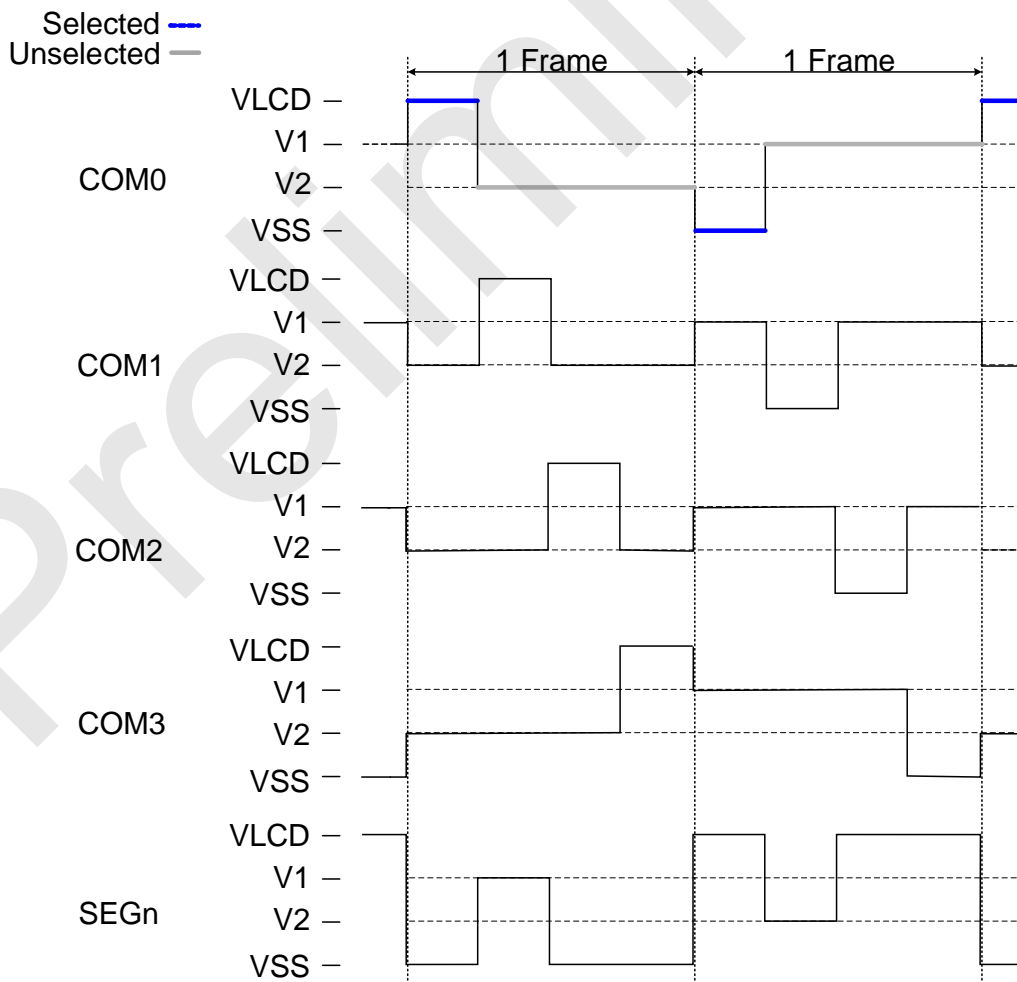 Selected
Unselected
1 Frame 1 Frame
VLCD
V1
COM0
V2
VSS
VLCD
V1
COM1
V2
VSS
VLCD
V1
COM2
V2
VSS
VLCD
V1
COM3
V2
VSS
VLCD
V1
SEGn
V2
VSS
Prelimi